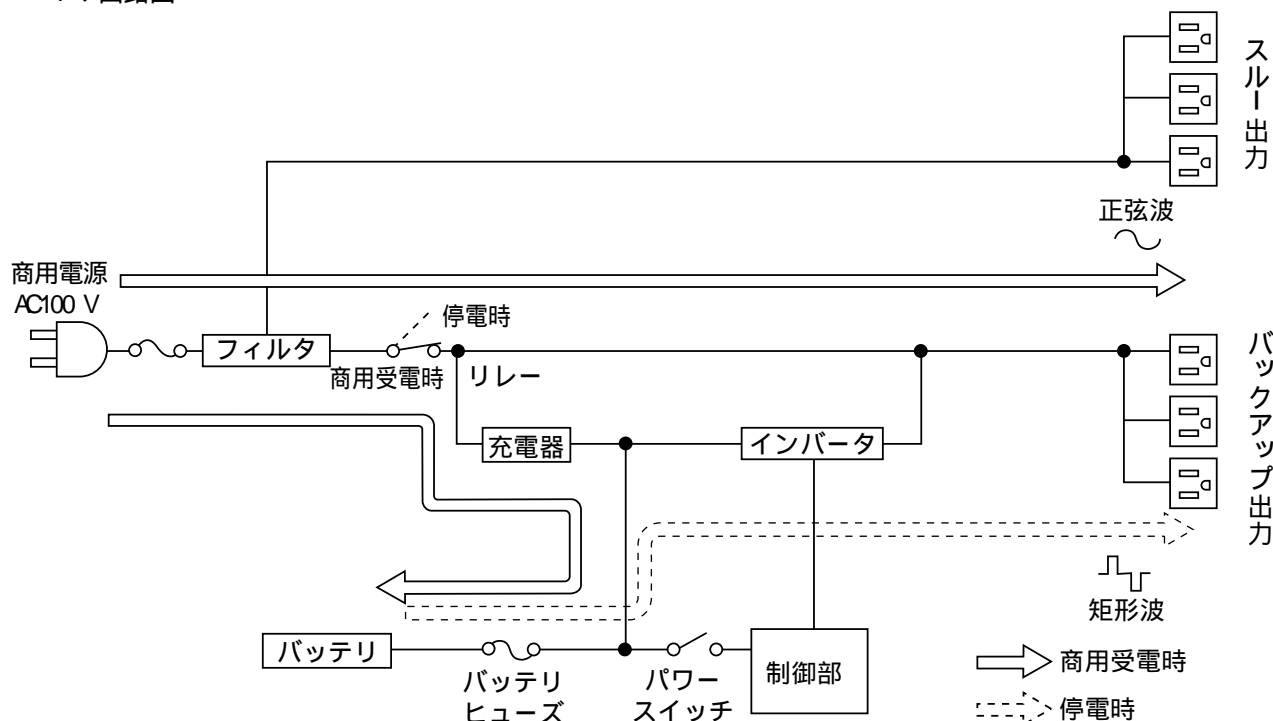 スルー出力
正弦波
商用電源
AC100 V
停電時
フィルタ
商用受電時
リレー
バックアップ出力
充電器
インバータ
矩形波
バッテリ
バッテリ
ヒューズ
パワー
スイッチ
制御部
商用受電時
停電時